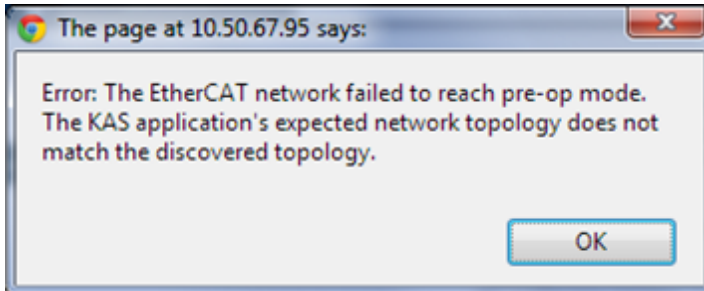 The page at 10.50.67.95 says:
Error: The EtherCAT network failed to reach pre-op mode.
The KAS application's expected network topology does not
match the discovered topology.
OK